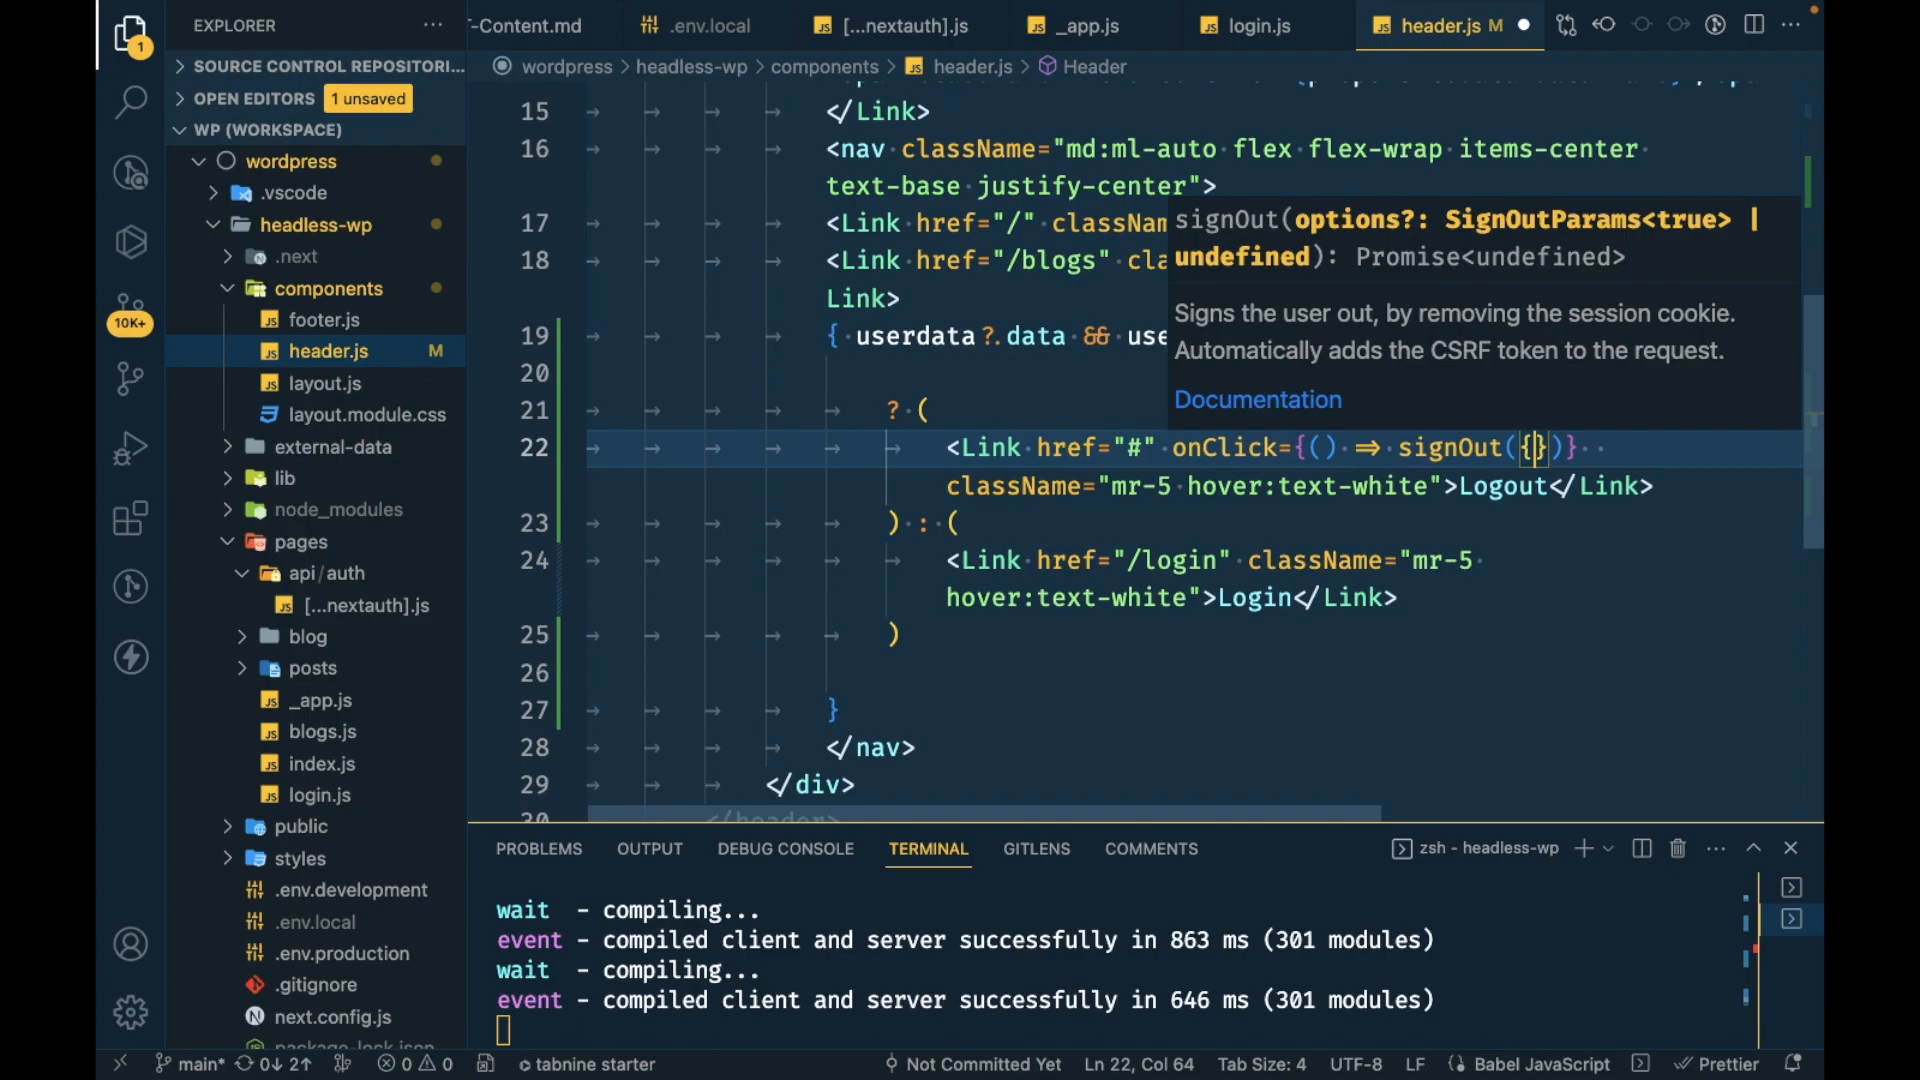 EXPLORER
SOURCE CONTROL REPOSITORI...
OPEN EDITORS 1 unsaved
WP (WORKSPACE)
wordpress
.vscode
headless-wp
.next
components
footer.js
header.js M
layout.js
layout.module.css
external-data
lib
node_modules
pages
api/auth
[...nextauth].js
blog
posts
_app.js
blogs.js
index.js
login.js
public
styles
.env.development
.env.local
.env.production
.gitignore
next.config.js
package-lock.json
1
10K+
-Content.md .env.local [...nextauth].js _app.js login.js header.js M
wordpress > headless-wp > components > header.js > Header
15 </Link>
16 <nav className="md:ml-auto flex flex-wrap items-center
text-base justify-center">
17 <Link href="/" classNam
18 <Link href="/blogs" cla
Link>
19 { userdata?.data && use
20
21 ? (
22 <Link href="#" onClick={() => signOut({})}
className="mr-5 hover:text-white">Logout</Link>
23 ) : (
24 <Link href="/login" className="mr-5
hover:text-white">Login</Link>
25 )
26
27 }
28 </nav>
29 </div>
30 </header>
signOut(options?: SignOutParams<true> |
undefined): Promise<undefined>
Signs the user out, by removing the session cookie.
Automatically adds the CSRF token to the request.
Documentation
PROBLEMS OUTPUT DEBUG CONSOLE TERMINAL GITLENS COMMENTS zsh - headless-wp
wait - compiling...
event - compiled client and server successfully in 863 ms (301 modules)
wait - compiling...
event - compiled client and server successfully in 646 ms (301 modules)
main* 0↓ 2↑ 0 0 tabnine starter Not Committed Yet Ln 22, Col 64 Tab Size: 4 UTF-8 LF Babel JavaScript Prettier